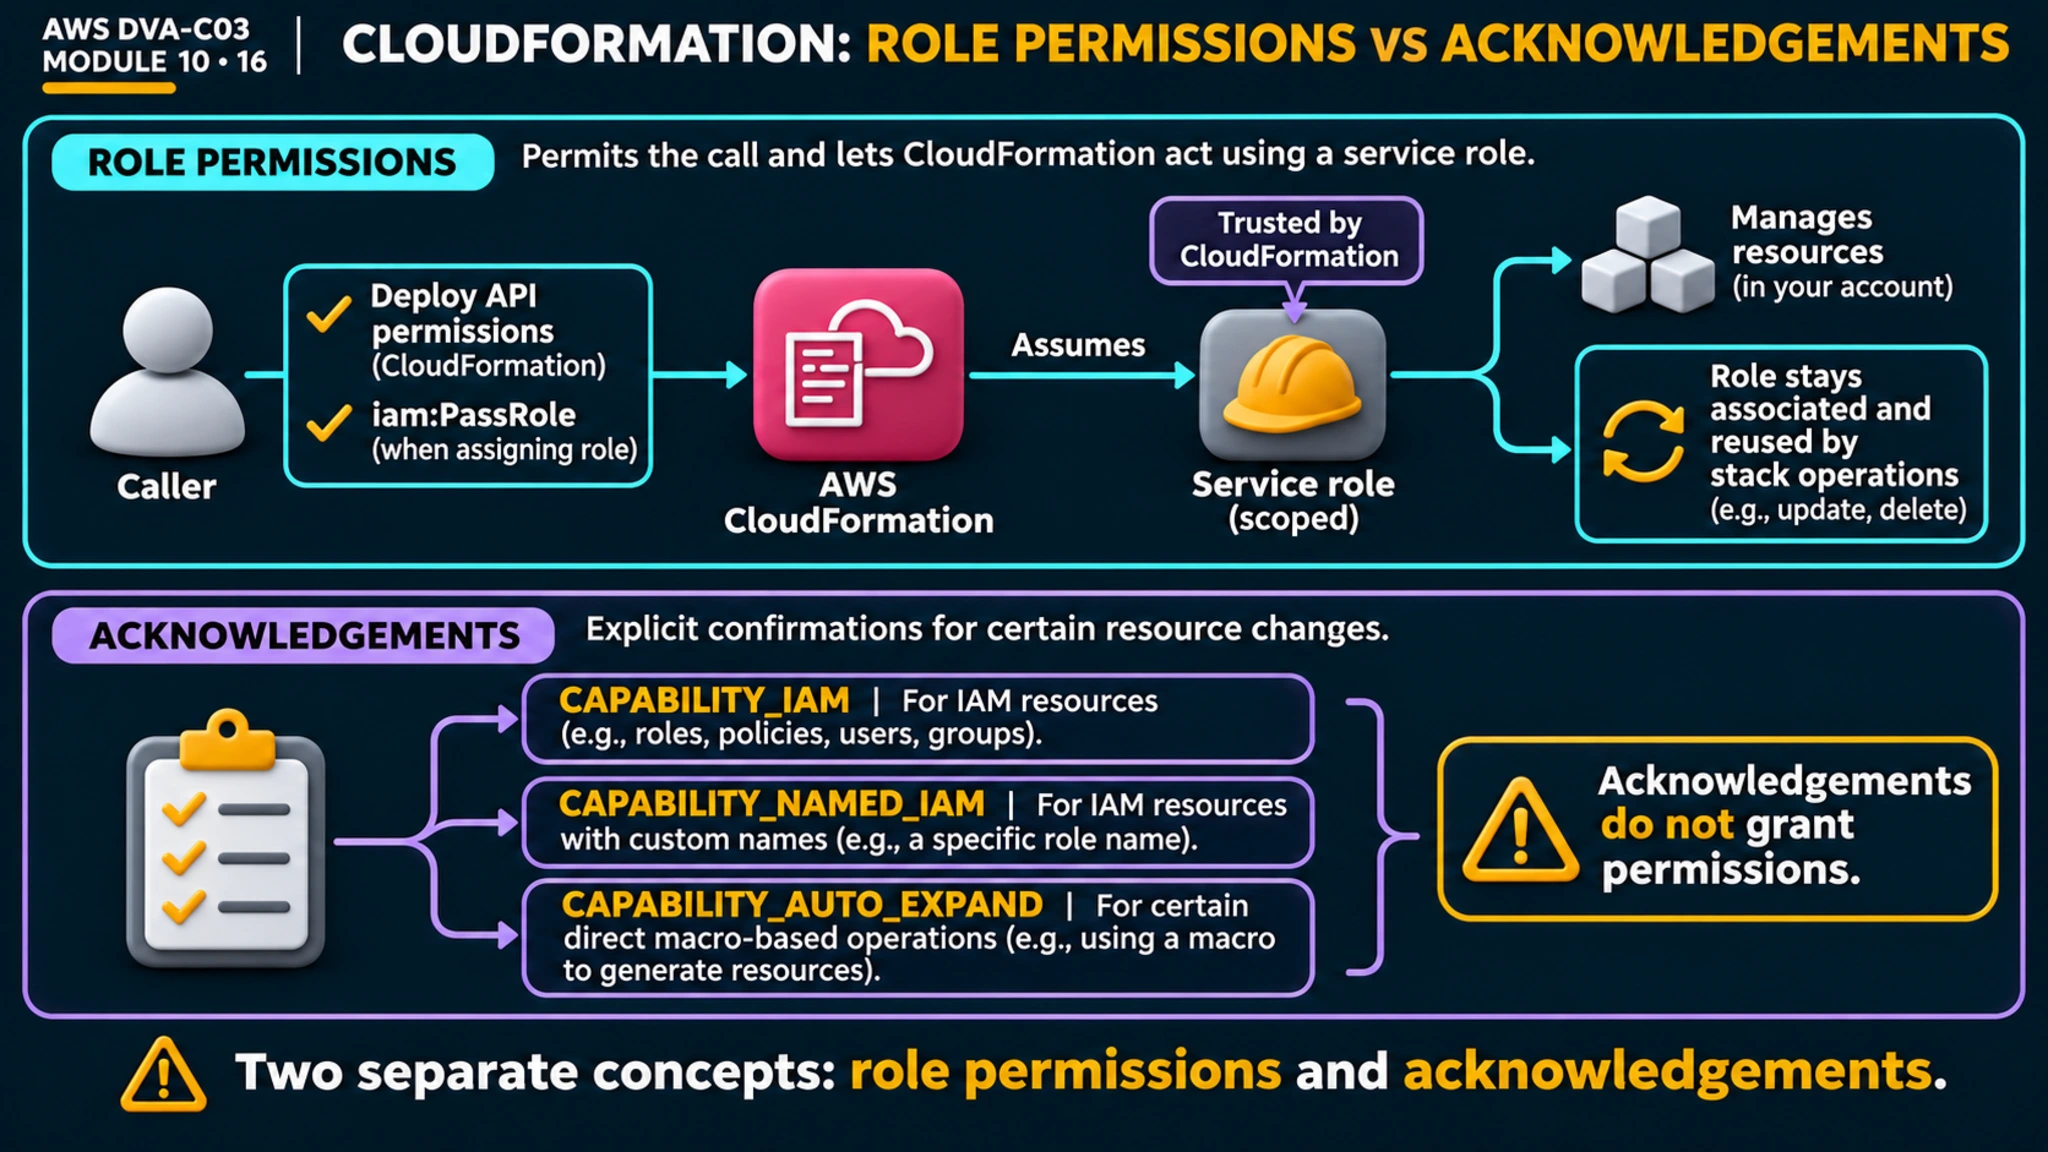 AWS DVA-C03
MODULE 10 • 16
CLOUDFORMATION: ROLE PERMISSIONS VS ACKNOWLEDGEMENTS
ROLE PERMISSIONS
Permits the call and lets CloudFormation act using a service role.
Caller
Deploy API
permissions
(CloudFormation)
iam:PassRole
(when assigning role)
AWS
CloudFormation
Assumes
Trusted by
CloudFormation
Service role
(scoped)
Manages
resources
(in your account)
Role stays
associated and
reused by
stack operations
(e.g., update, delete)
ACKNOWLEDGEMENTS
Explicit confirmations for certain resource changes.
CAPABILITY_IAM | For IAM resources
(e.g., roles, policies, users, groups).
CAPABILITY_NAMED_IAM | For IAM resources
with custom names (e.g., a specific role name).
CAPABILITY_AUTO_EXPAND | For certain
direct macro-based operations (e.g., using a macro
to generate resources).
Acknowledgements
do not grant
permissions.
Two separate concepts: role permissions and acknowledgements.